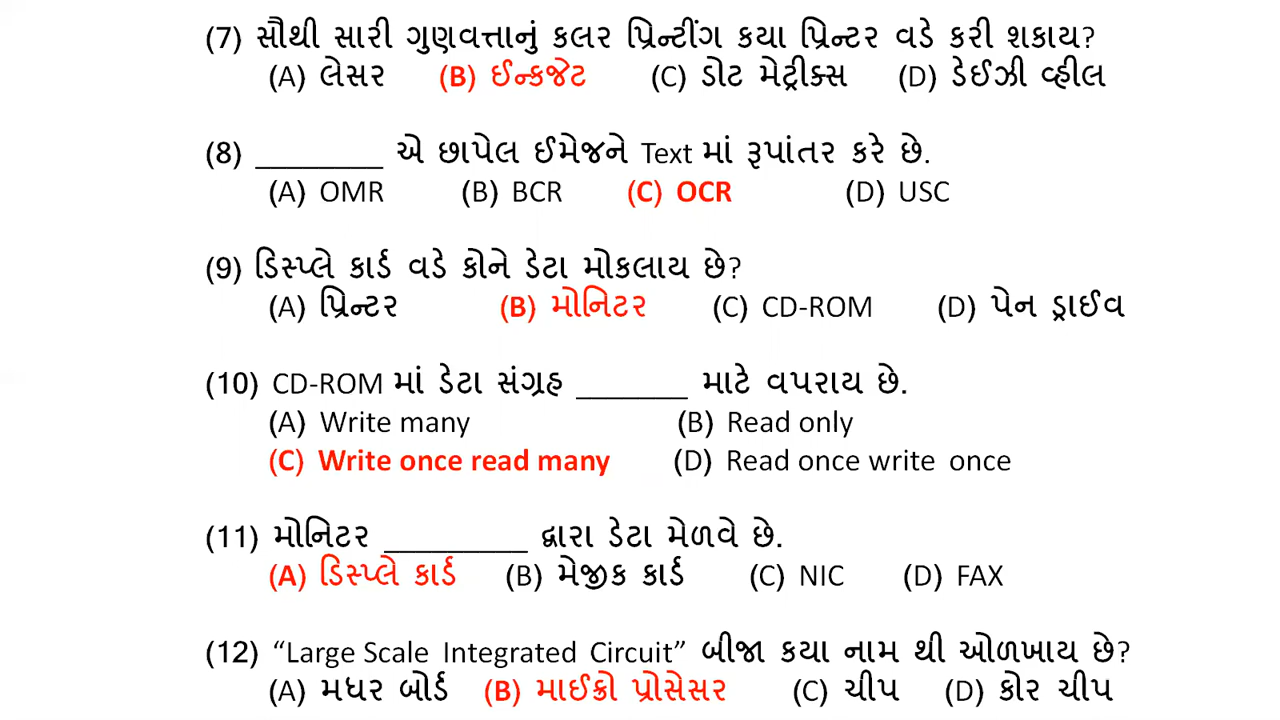 (7) સૌથી સારી ગુણવત્તાનું કલર પ્રિન્ટીંગ કયા પ્રિન્ટર વડે કરી શકાય?
(A) લેસર (B) ઈન્કજેટ (C) ડોટ મેટ્રીક્સ (D) ડેઈઝી વ્હીલ
(8) ________ એ છાપેલ ઈમેજને Text માં રૂપાંતર કરે છે.
(A) OMR (B) BCR (C) OCR (D) USC
(9) ડિસ્પ્લે કાર્ડ વડે કોને ડેટા મોકલાય છે?
(A) પ્રિન્ટર (B) મોનિટર (C) CD-ROM (D) પેન ડ્રાઈવ
(10) CD-ROM માં ડેટા સંગ્રહ _______ માટે વપરાય છે.
(A) Write many (B) Read only
(C) Write once read many (D) Read once write once
(11) મોનિટર _________ દ્વારા ડેટા મેળવે છે.
(A) ડિસ્પ્લે કાર્ડ (B) મેજીક કાર્ડ (C) NIC (D) FAX
(12) “Large Scale Integrated Circuit” બીજા કયા નામ થી ઓળખાય છે?
(A) મધર બોર્ડ (B) માઈક્રો પ્રોસેસર (C) ચીપ (D) કોર ચીપ